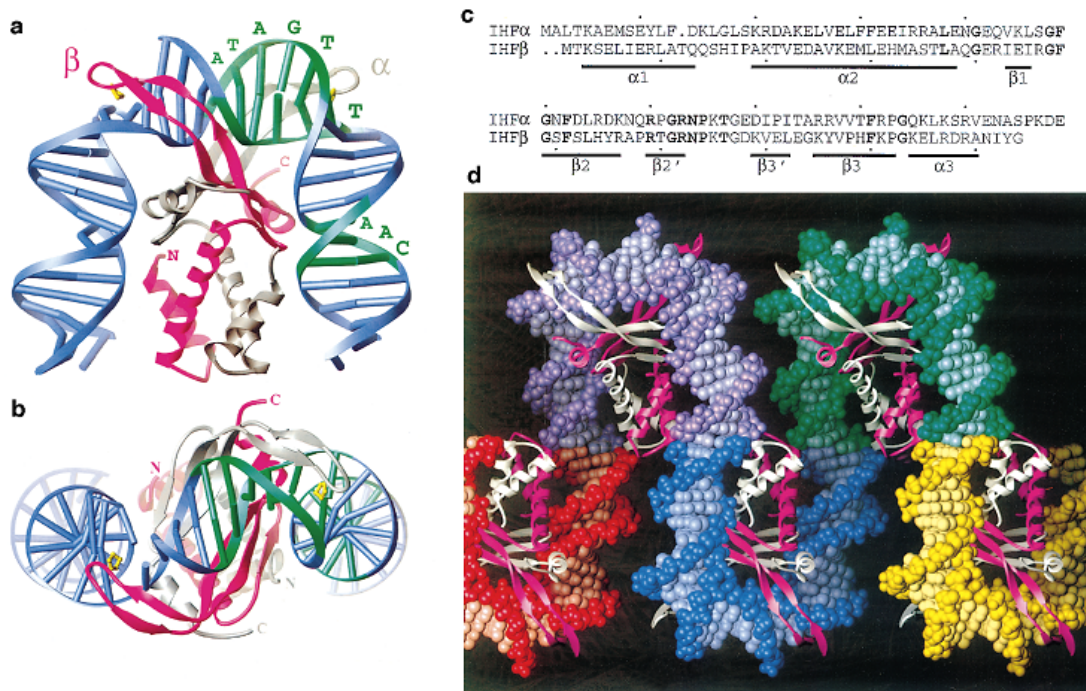 a
β
A T A G T T
α
C
A A C
N
b
C
N
N
C
c
IHFα MALTKAEMSEYLF.DKLGLSKRDAKELVELFFEEIRRALENGEQVKLSGF
IHFβ ..MTKSELIERLATQQSHIPAKTVEDAVKEMLEHMASTLAQGERIEIRGF
α1 α2 β1
IHFα GNFDLRDKNQRPGRNPKTGEDIPITARRVVTFRPGQKLKSRVENASPKDE
IHFβ GSFSLHYRAPRTGRNPKTGDKVELEGKYVPHFKPGKELRDRANIYG
β2 β2' β3' β3 α3
d